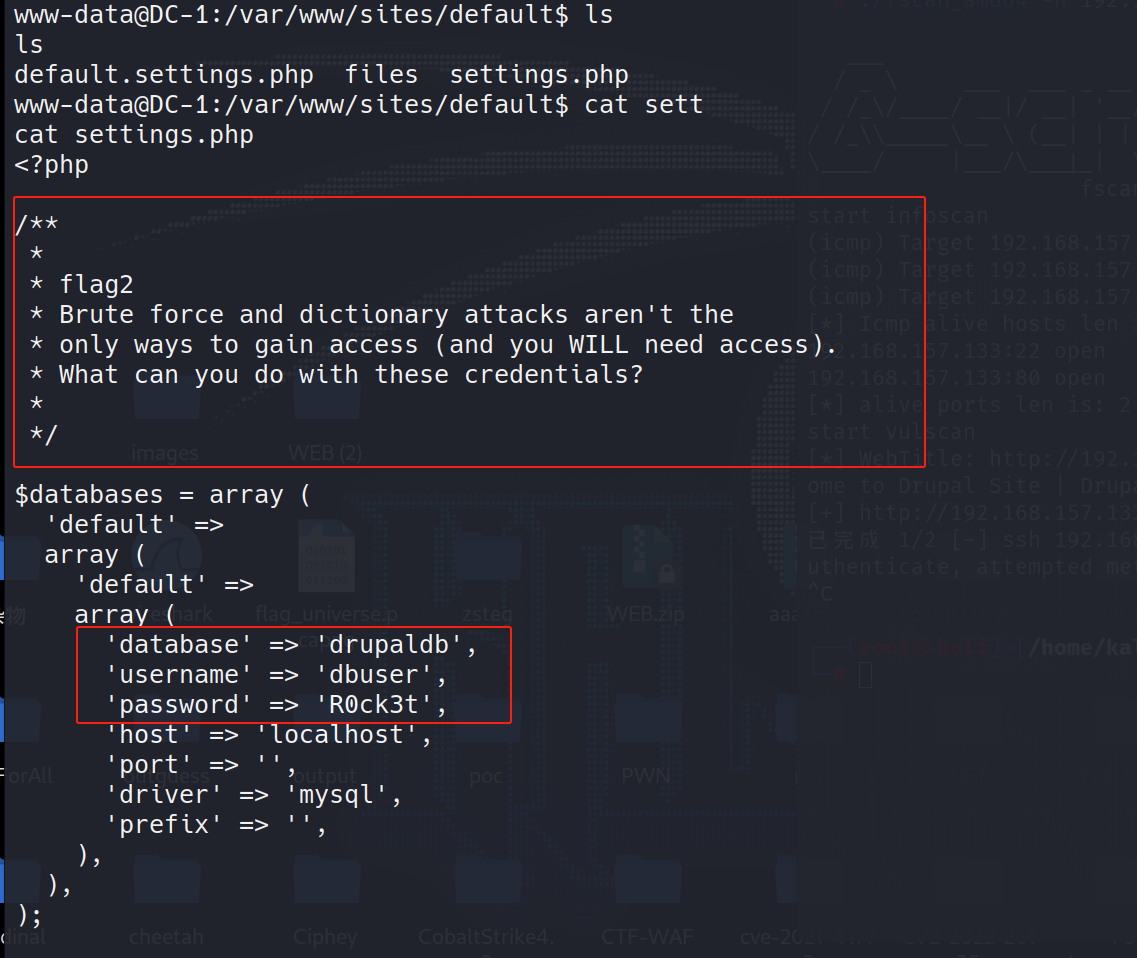 www-data@DC-1:/var/www/sites/default$ ls
ls
default.settings.php  files  settings.php
www-data@DC-1:/var/www/sites/default$ cat sett
cat settings.php
<?php
/**
 *
 * flag2
 * Brute force and dictionary attacks aren't the
 * only ways to gain access (and you WILL need access).
 * What can you do with these credentials?
 *
 */
$databases = array (
  'default' =>
  array (
    'default' =>
    array (
      'database' => 'drupaldb',
      'username' => 'dbuser',
      'password' => 'R0ck3t',
      'host' => 'localhost',
      'port' => '',
      'driver' => 'mysql',
      'prefix' => '',
    ),
  ),
);
start infoscan
(icmp) Target 192.168.157
(icmp) Target 192.168.157
(icmp) Target 192.168.157
[*] Icmp alive hosts len
192.168.157.133:22 open
192.168.157.133:80 open
[*] alive ports len is: 2
start vulscan
[*] WebTitle: http://192.
ome to Drupal Site | Drupa
[+] http://192.168.157.13
已完成 1/2 [-] ssh 192.16
uthenticate, attempted me
^C
/home/ka
images
WEB (2)
flag_universe.p
zsteg
WEB.zip
aaa
ForAll
outguess
output
poc
PWN
cheetah
Ciphey
CobaltStrike4.
CTF-WAF